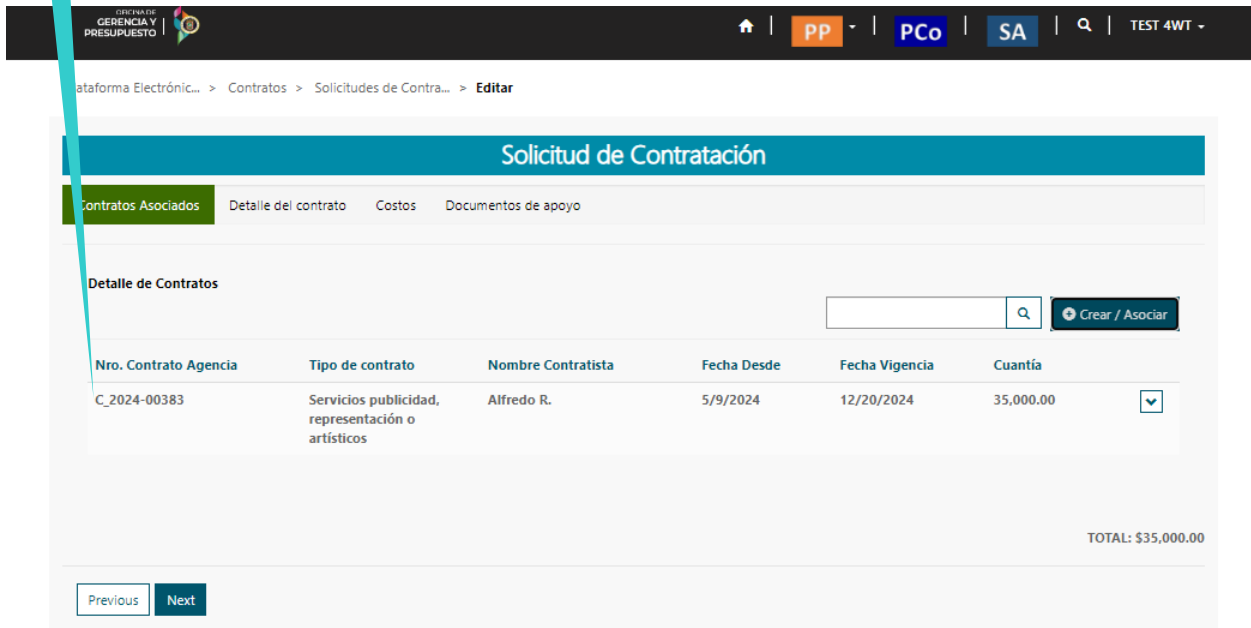 OFICINA DE
GERENCIA Y
PRESUPUESTO
PP
PCo
SA
TEST 4WT
ataforma Electrónic... > Contratos > Solicitudes de Contra... > Editar
Solicitud de Contratación
Contratos Asociados Detalle del contrato Costos Documentos de apoyo
Detalle de Contratos
Crear / Asociar
Nro. Contrato Agencia Tipo de contrato Nombre Contratista Fecha Desde Fecha Vigencia Cuantía
C_2024-00383 Servicios publicidad, representación o artísticos Alfredo R. 5/9/2024 12/20/2024 35,000.00
TOTAL: $35,000.00
Previous Next